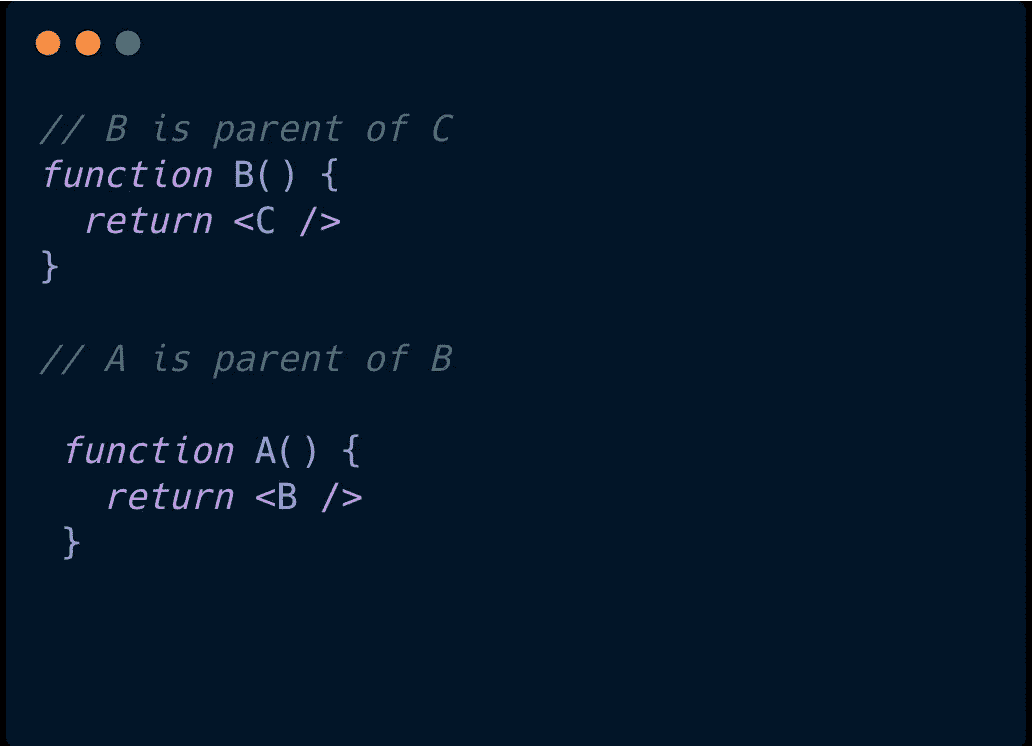 // B is parent of C
function B() {
  return <C />
}
// A is parent of B
 function A() {
   return <B />
 }